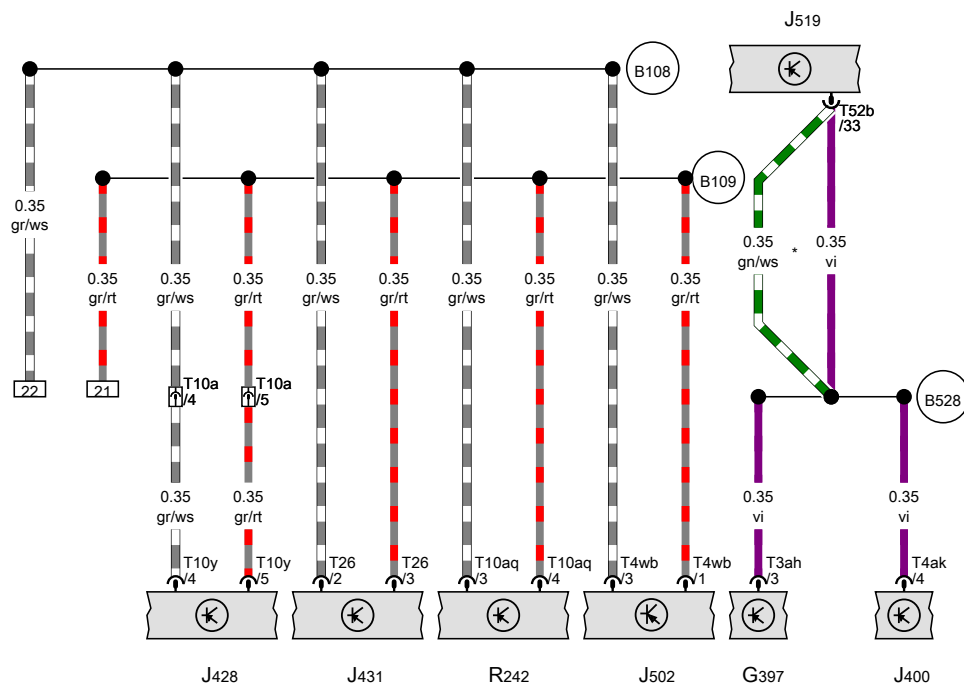 J519
B108
T52b
/33
B109
0.35
gr/ws
0.35
gn/ws
*
0.35
vi
0.35
gr/rt
0.35
gr/ws
0.35
gr/rt
0.35
gr/ws
0.35
gr/rt
0.35
gr/ws
0.35
gr/rt
0.35
gr/ws
0.35
gr/rt
22
21
T10a
/4
T10a
/5
B528
0.35
gr/ws
0.35
gr/rt
0.35
vi
0.35
vi
T10y
/4
T10y
/5
T26
/2
T26
/3
T10aq
/3
T10aq
/4
T4wb
/3
T4wb
/1
T3ah
/3
T4ak
/4
J428
J431
R242
J502
G397
J400